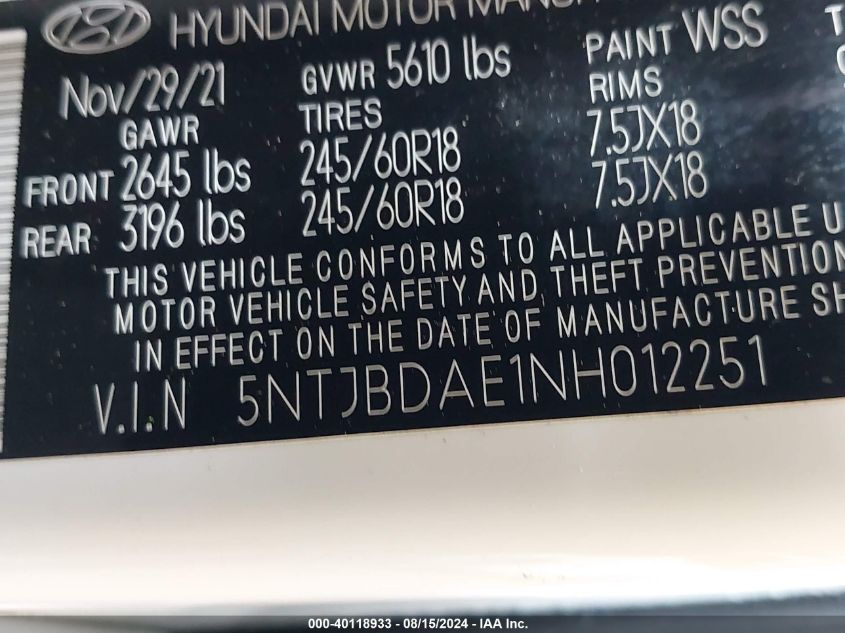 HYUNDAI MOTOR
Nov/29/21 GVWR 5610 lbs PAINT WSS
GAWR TIRES RIMS
FRONT 2645 lbs 245/60R18 7.5JX18
REAR 3196 lbs 245/60R18 7.5JX18
THIS VEHICLE CONFORMS TO ALL APPLICABLE U
MOTOR VEHICLE SAFETY AND THEFT PREVENTION
IN EFFECT ON THE DATE OF MANUFACTURE SH
V.I.N 5NTJBDAE1NH012251
000-40118933 - 08/15/2024 - IAA Inc.